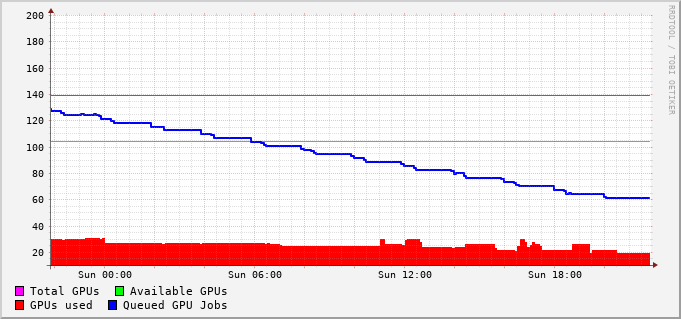 200
180
160
140
120
100
80
60
40
20
Sun 00:00 Sun 06:00 Sun 12:00 Sun 18:00
Total GPUs Available GPUs
GPUs used Queued GPU Jobs
RRDTOOL / TOBI OETIKER